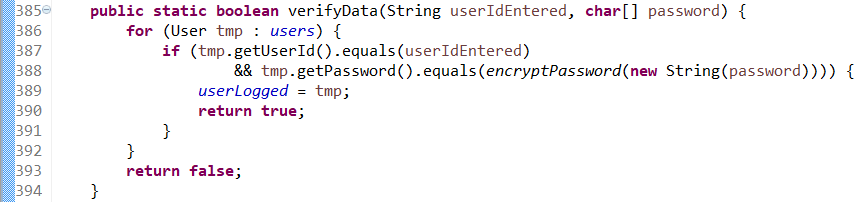 385 public static boolean verifyData(String userIdEntered, char[] password) {
386 for (User tmp : users) {
387 if (tmp.getUserId().equals(userIdEntered)
388 && tmp.getPassword().equals(encryptPassword(new String(password)))) {
389 userLogged = tmp;
390 return true;
391 }
392 }
393 return false;
394 }